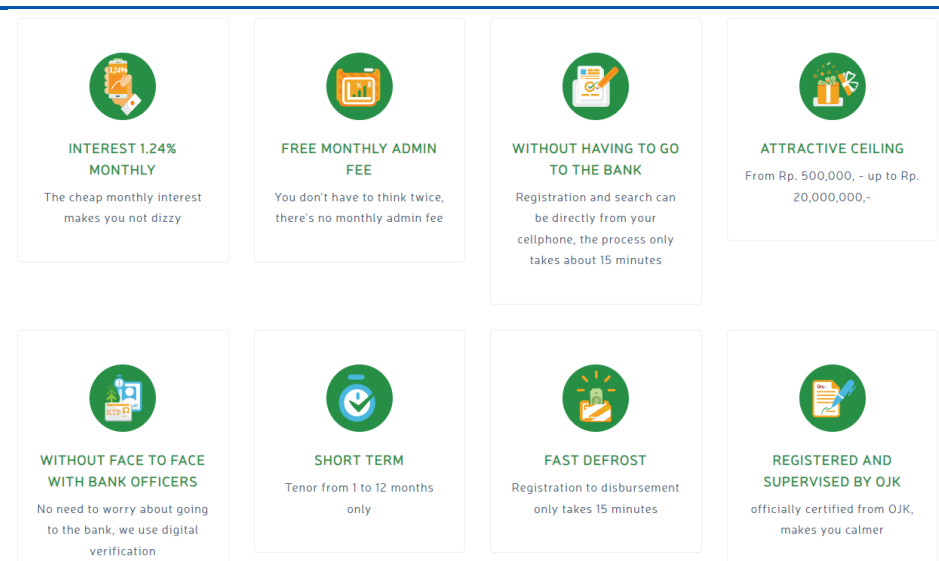 1,24%
INTEREST 1.24%
MONTHLY
The cheap monthly interest
makes you not dizzy
FREE MONTHLY ADMIN
FEE
You don't have to think twice,
there's no monthly admin fee
WITHOUT HAVING TO GO
TO THE BANK
Registration and search can
be directly from your
cellphone, the process only
takes about 15 minutes
ATTRACTIVE CEILING
From Rp. 500,000, - up to Rp.
20,000,000,-
KTP
WITHOUT FACE TO FACE
WITH BANK OFFICERS
No need to worry about going
to the bank, we use digital
verification
SHORT TERM
Tenor from 1 to 12 months
only
FAST DEFROST
Registration to disbursement
only takes 15 minutes
REGISTERED AND
SUPERVISED BY OJK
officially certified from OJK,
makes you calmer